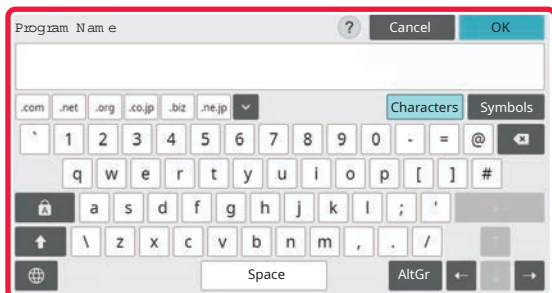 Program Name ? Cancel OK
.com .net .org .co.jp .biz .ne.jp Characters Symbols
` 1 2 3 4 5 6 7 8 9 0 - = @
q w e r t y u i o p [ ] #
A a s d f g h j k l ; '
\ z x c v b n m , . /
Space AltGr ← ↓ →